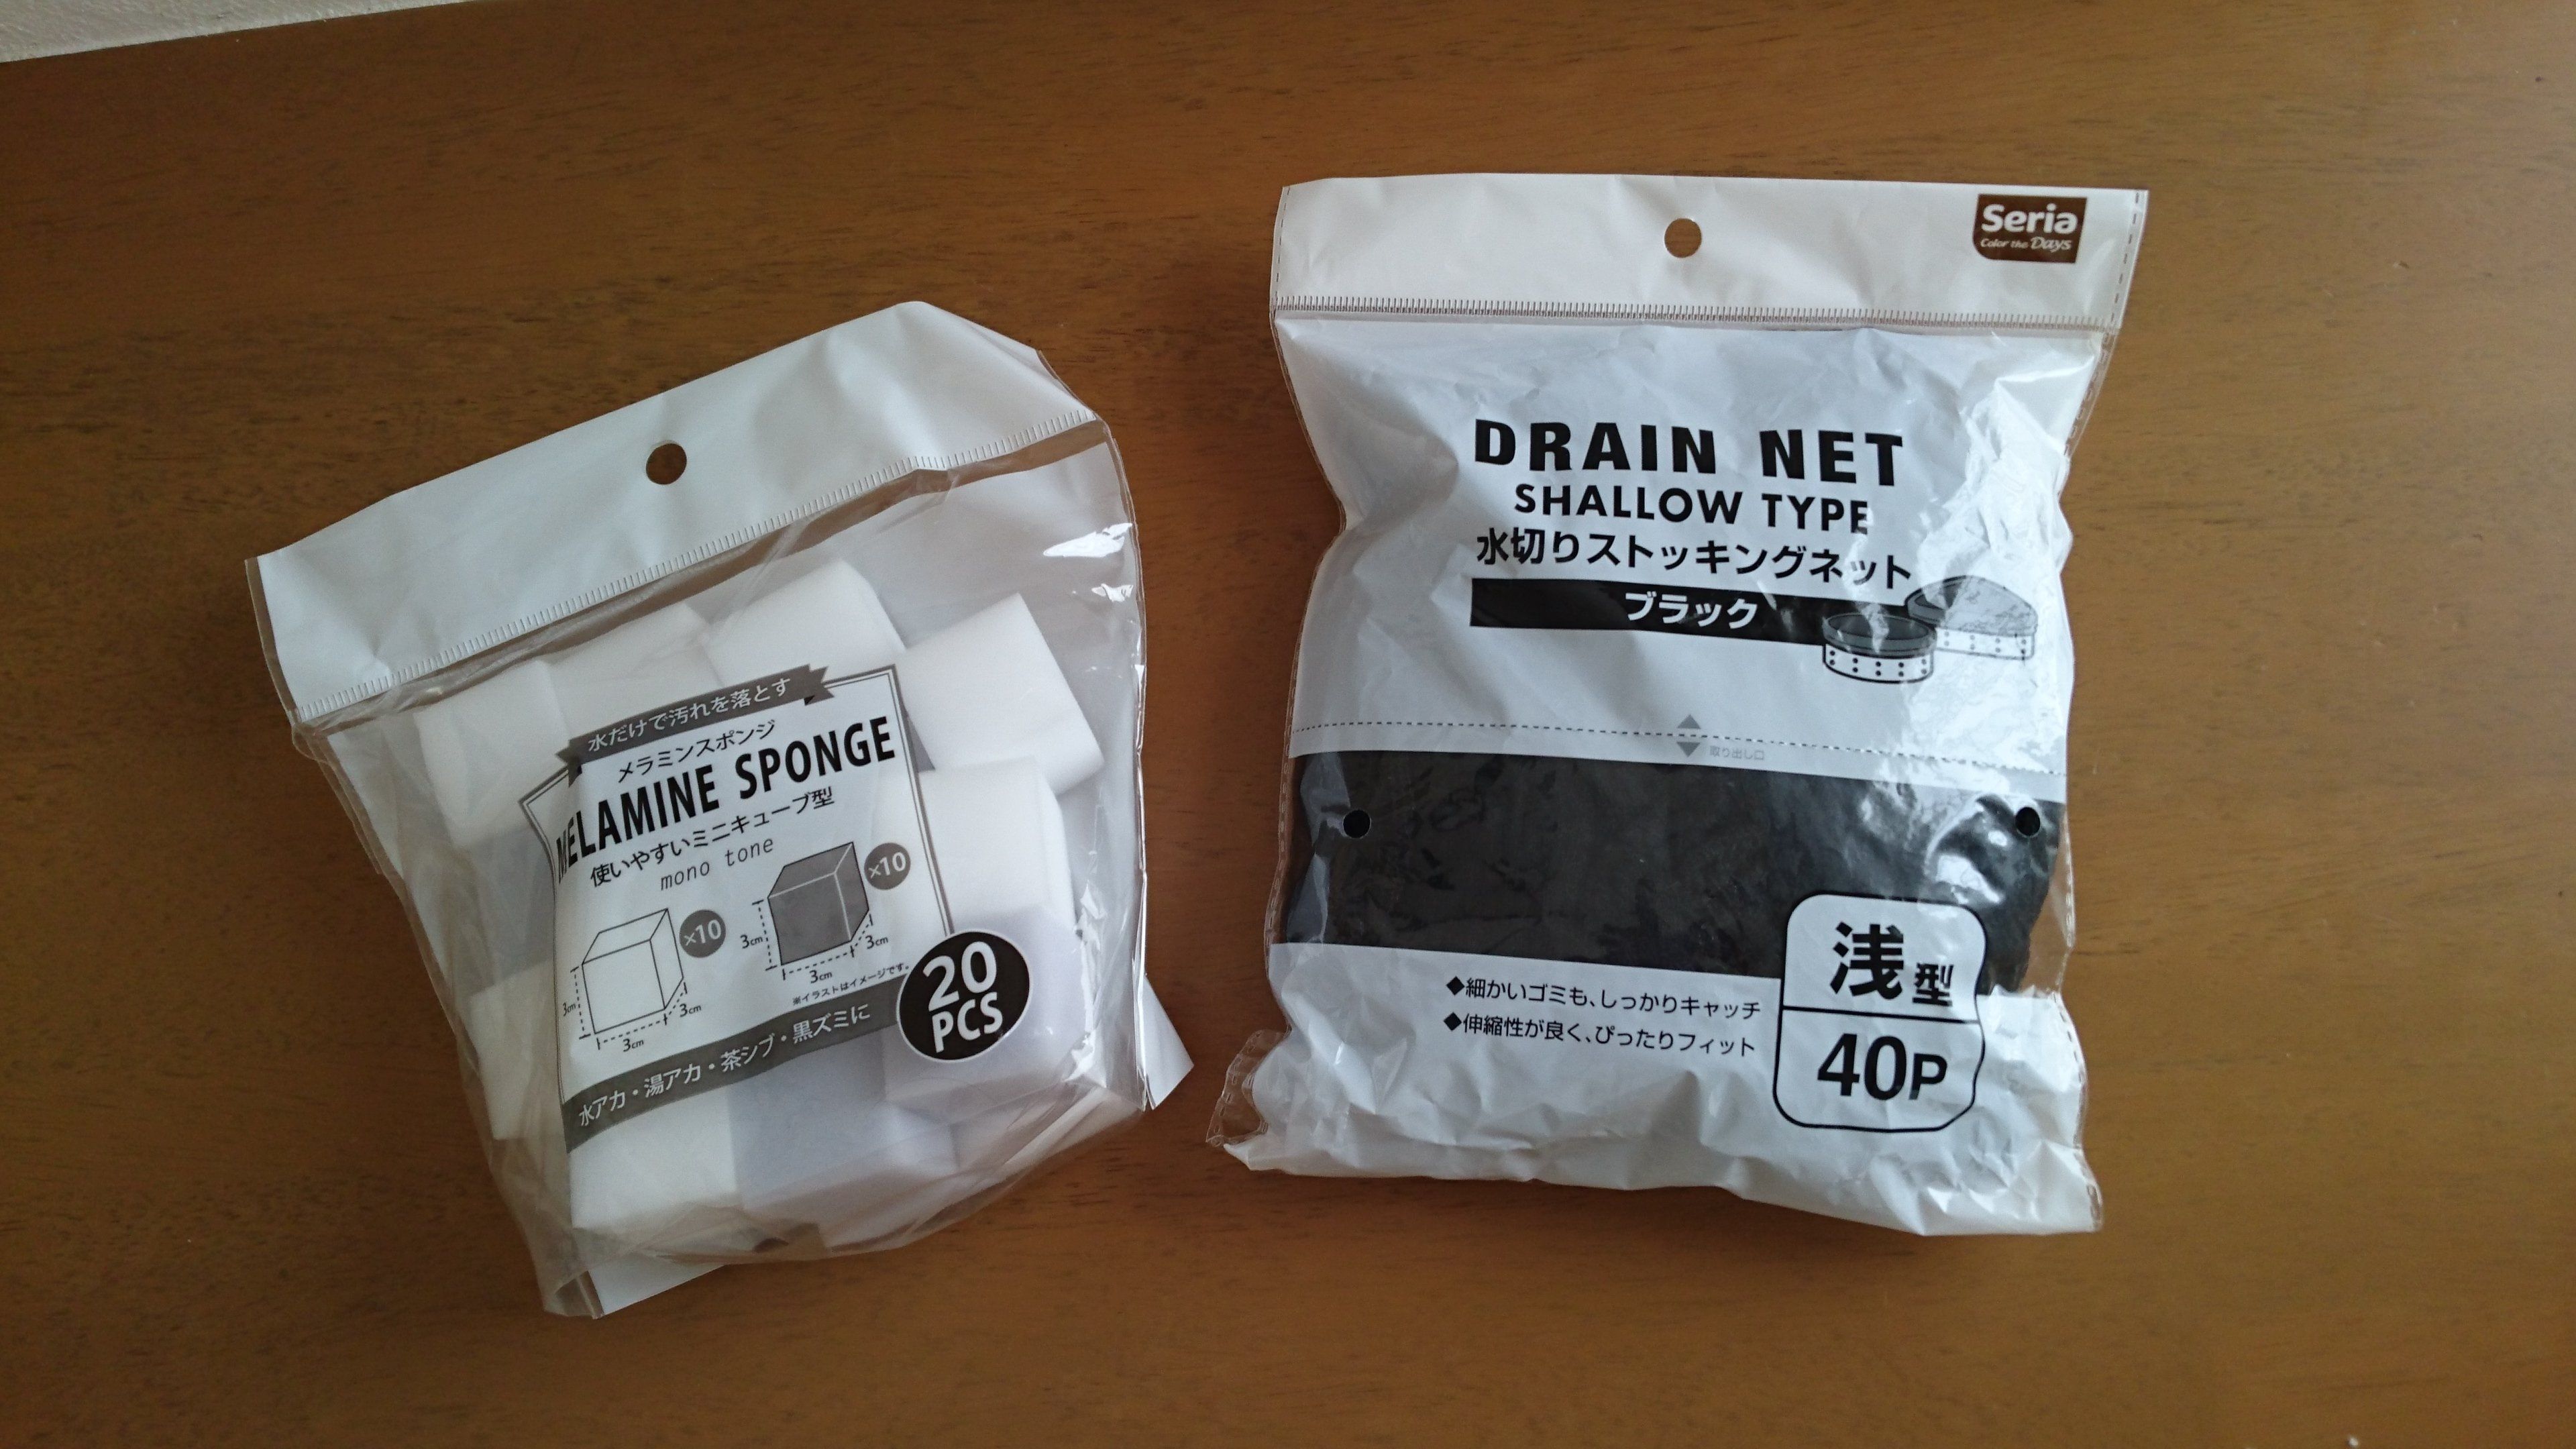 水だけで汚れを落とす
メラミンスポンジ
MELAMINE SPONGE
使いやすいミニキューブ型
mono tone
×10
×10
3cm
3cm
3cm
3cm
3cm
3cm
※イラストはイメージです。
20
PCS
水アカ・湯アカ・茶シブ・黒ズミに
Seria
Color the Days
DRAIN NET
SHALLOW TYPE
水切りストッキングネット
ブラック
取り出し口
◆細かいゴミも、しっかりキャッチ
◆伸縮性が良く、ぴったりフィット
浅型
40P